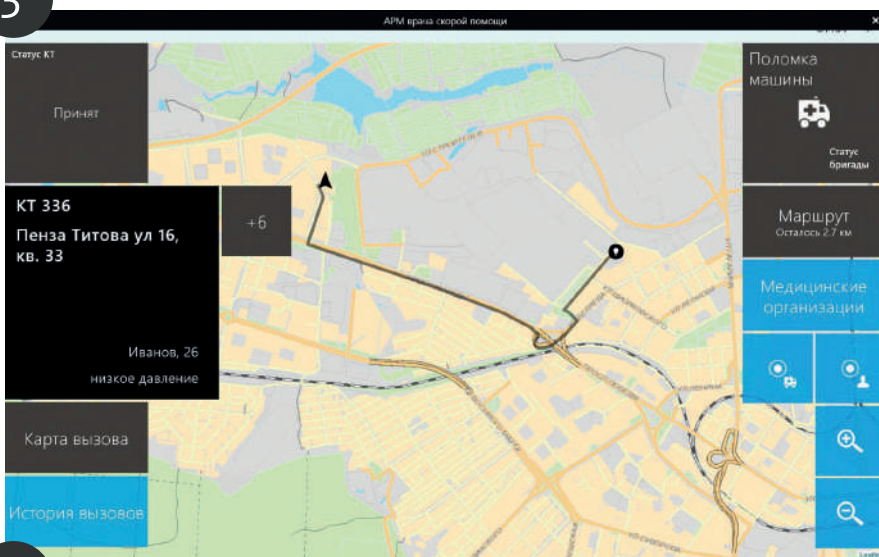 3
АРМ врача скорой помощи
Статус КТ
Принят
КТ 336
Пенза Титова ул 16,
кв. 33
Иванов, 26
низкое давление
+6
Карта вызова
История вызовов
Поломка
машины
Статус
бригады
Маршрут
Осталось 2.7 км
Медицинские
организации